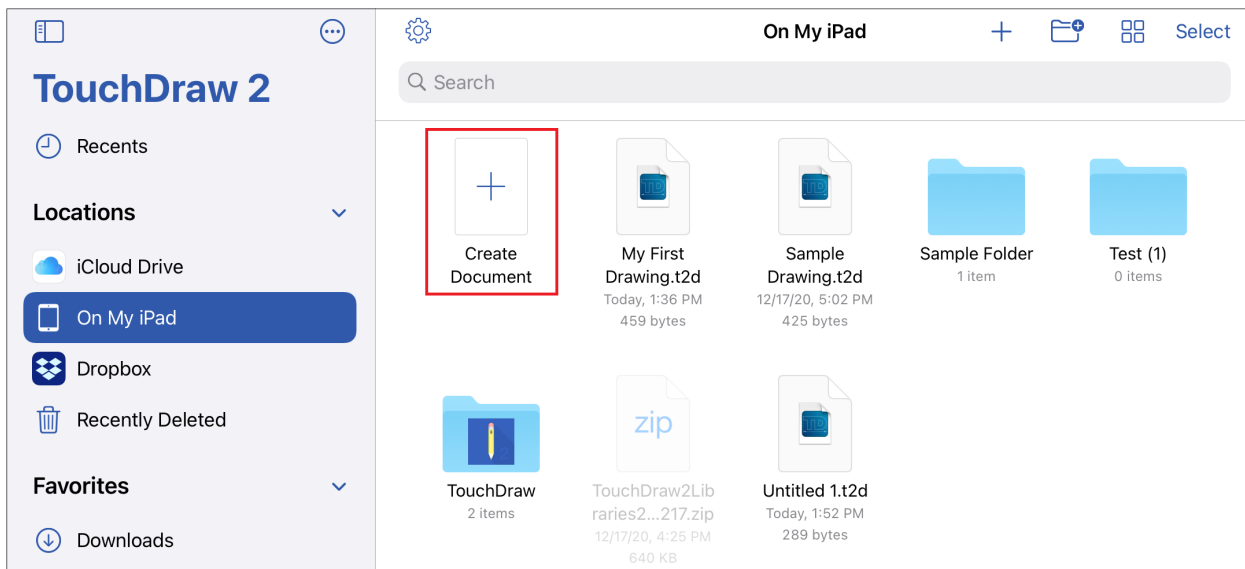 TouchDraw 2
Recents
Locations
iCloud Drive
On My iPad
Dropbox
Recently Deleted
Favorites
Downloads
On My iPad
Select
Search
Create
Document
My First
Drawing.t2d
Today, 1:36 PM
459 bytes
Sample
Drawing.t2d
12/17/20, 5:02 PM
425 bytes
Sample Folder
1 item
Test (1)
0 items
TouchDraw
2 items
zip
TouchDraw2Lib
raries2...217.zip
12/17/20, 4:25 PM
640 KB
Untitled 1.t2d
Today, 1:52 PM
289 bytes